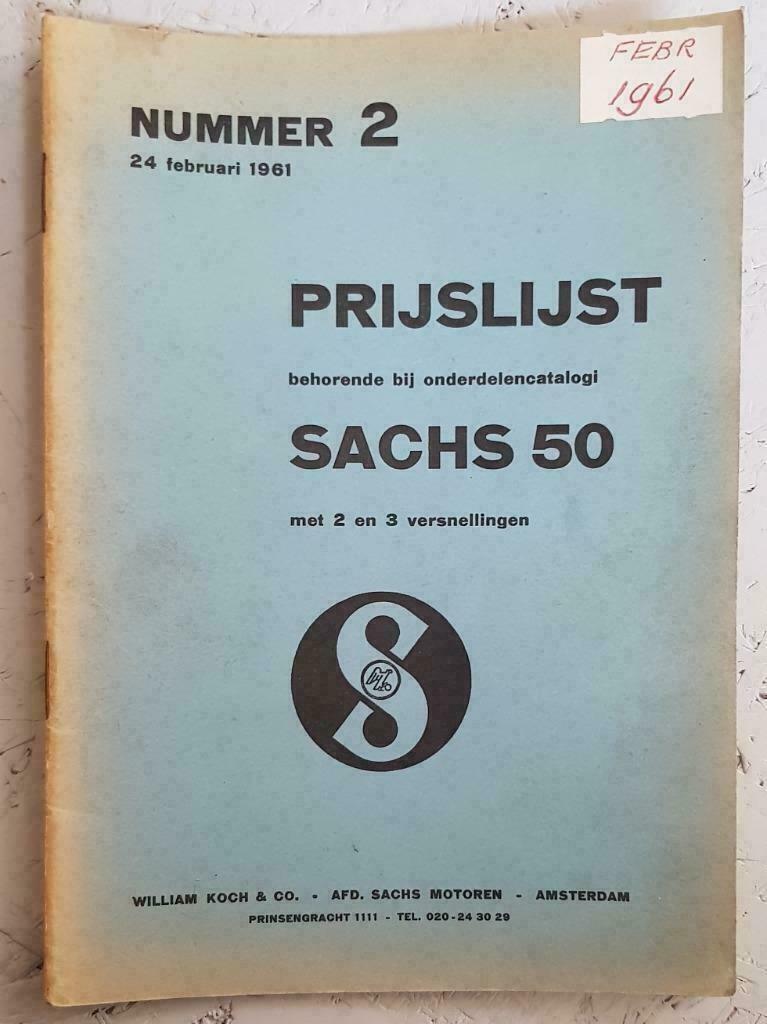 FEBR
1961
NUMMER 2
24 februari 1961
PRIJSLIJST
behorende bij onderdelencatalogi
SACHS 50
met 2 en 3 versnellingen
S
WILLIAM KOCH & CO. - AFD. SACHS MOTOREN - AMSTERDAM
PRINSENGRACHT 1111 - TEL. 020-24 30 29